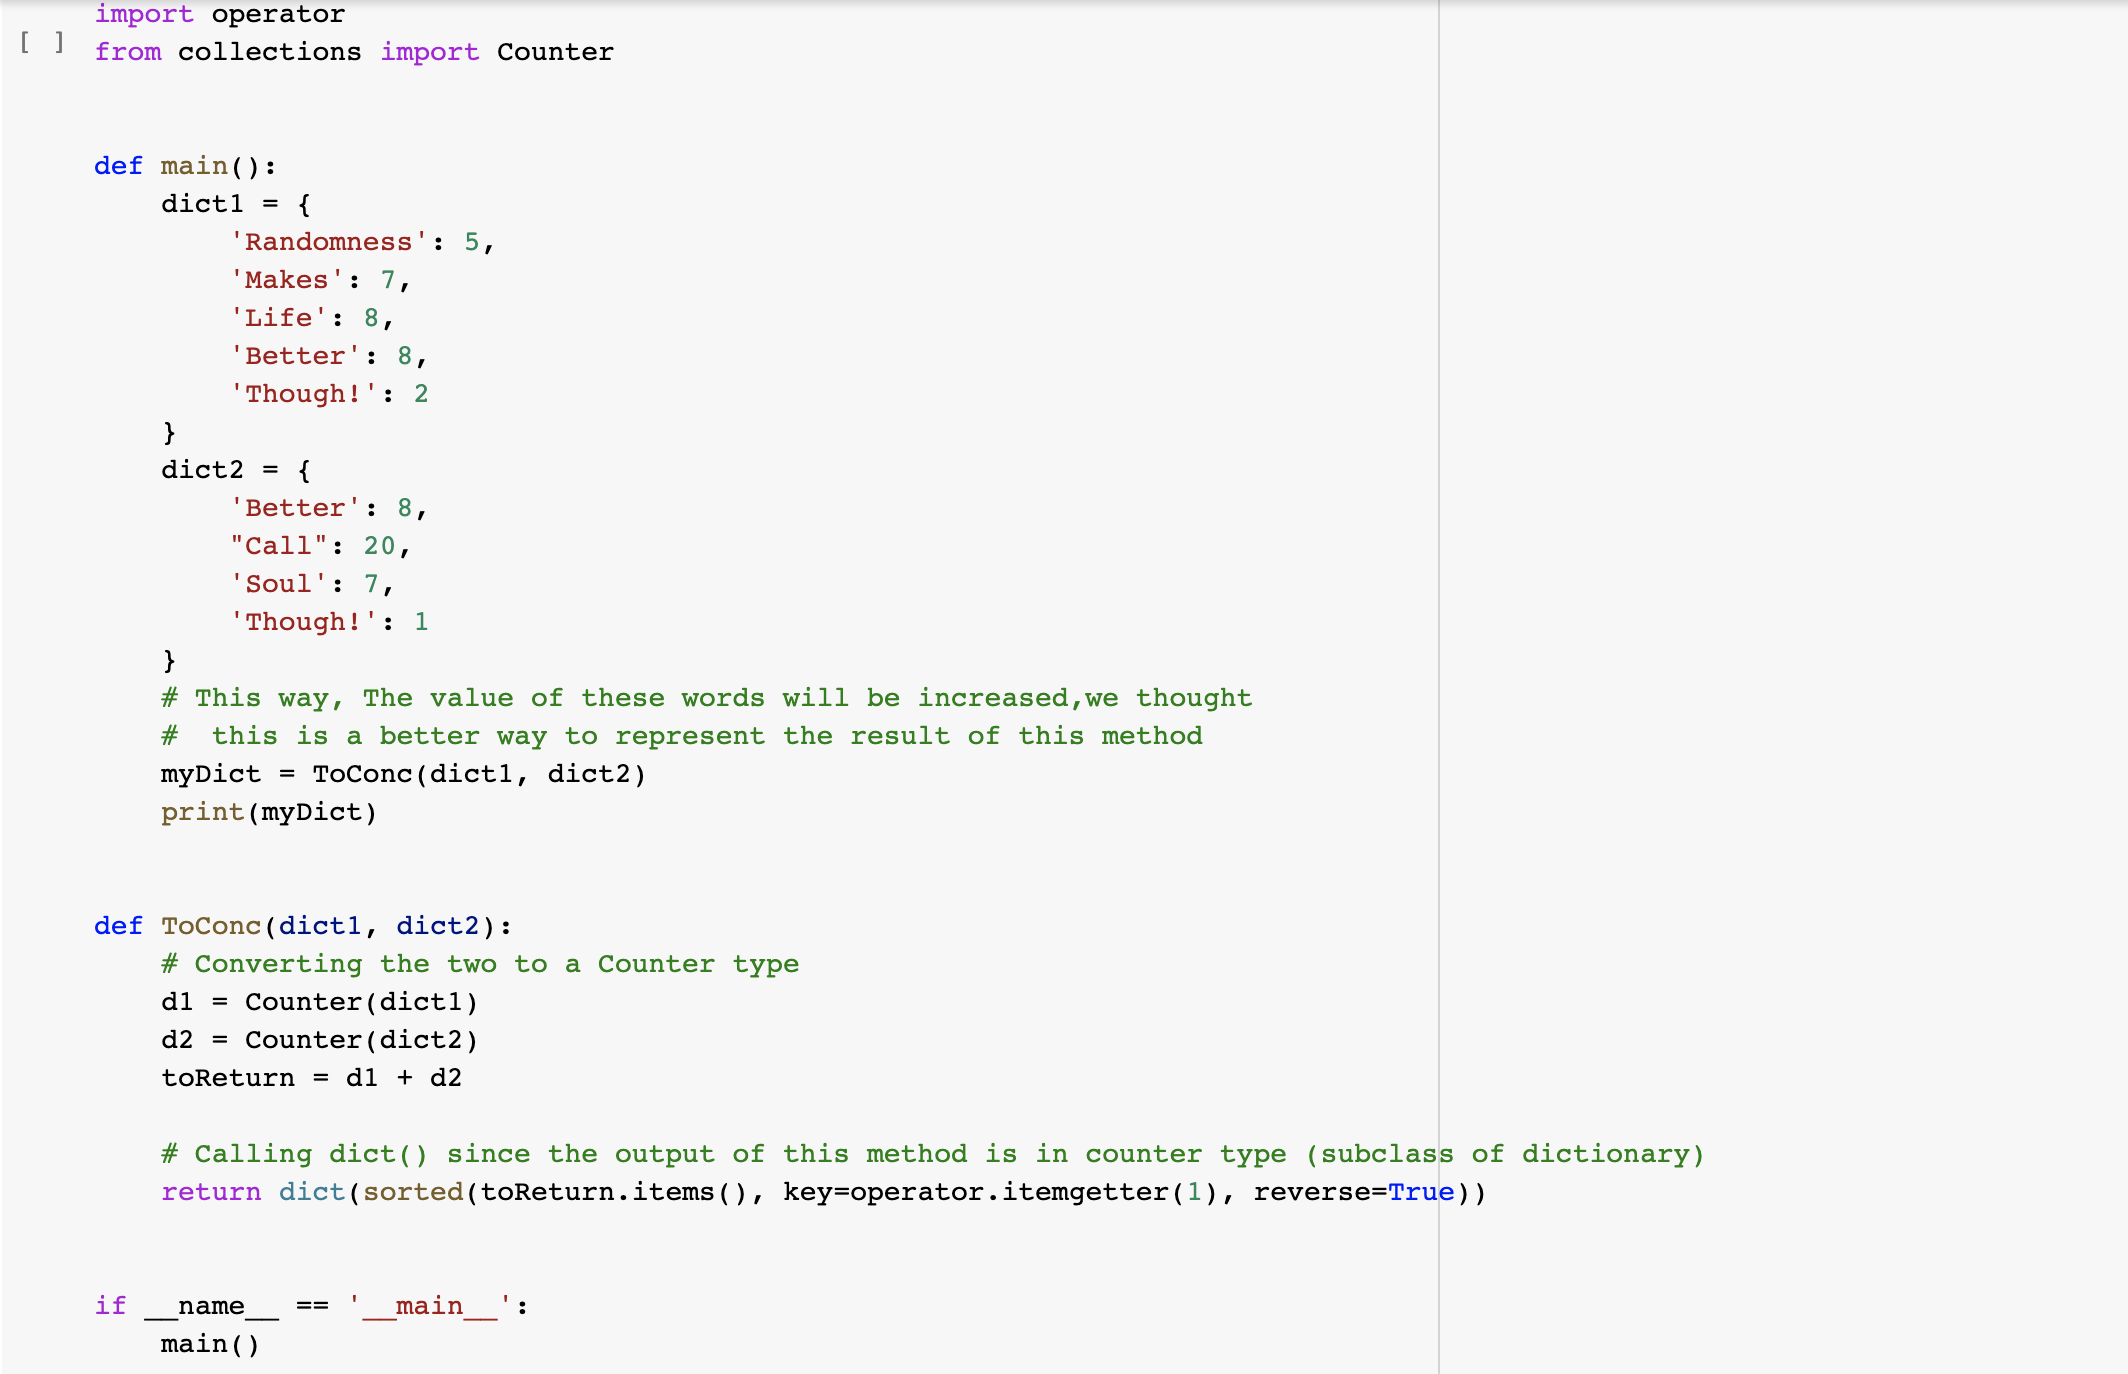 import operator
[ ] from collections import Counter
def main():
dict1 = {
'Randomness': 5,
'Makes': 7,
'Life': 8,
'Better': 8,
'Though!': 2
}
dict2 = {
'Better': 8,
"Call": 20,
'Soul': 7,
'Though!': 1
}
# This way, The value of these words will be increased,we thought
#  this is a better way to represent the result of this method
myDict = ToConc(dict1, dict2)
print(myDict)
def ToConc(dict1, dict2):
# Converting the two to a Counter type
d1 = Counter(dict1)
d2 = Counter(dict2)
toReturn = d1 + d2
# Calling dict() since the output of this method is in counter type (subclass of dictionary)
return dict(sorted(toReturn.items(), key=operator.itemgetter(1), reverse=True))
if __name__ == '__main__':
main()